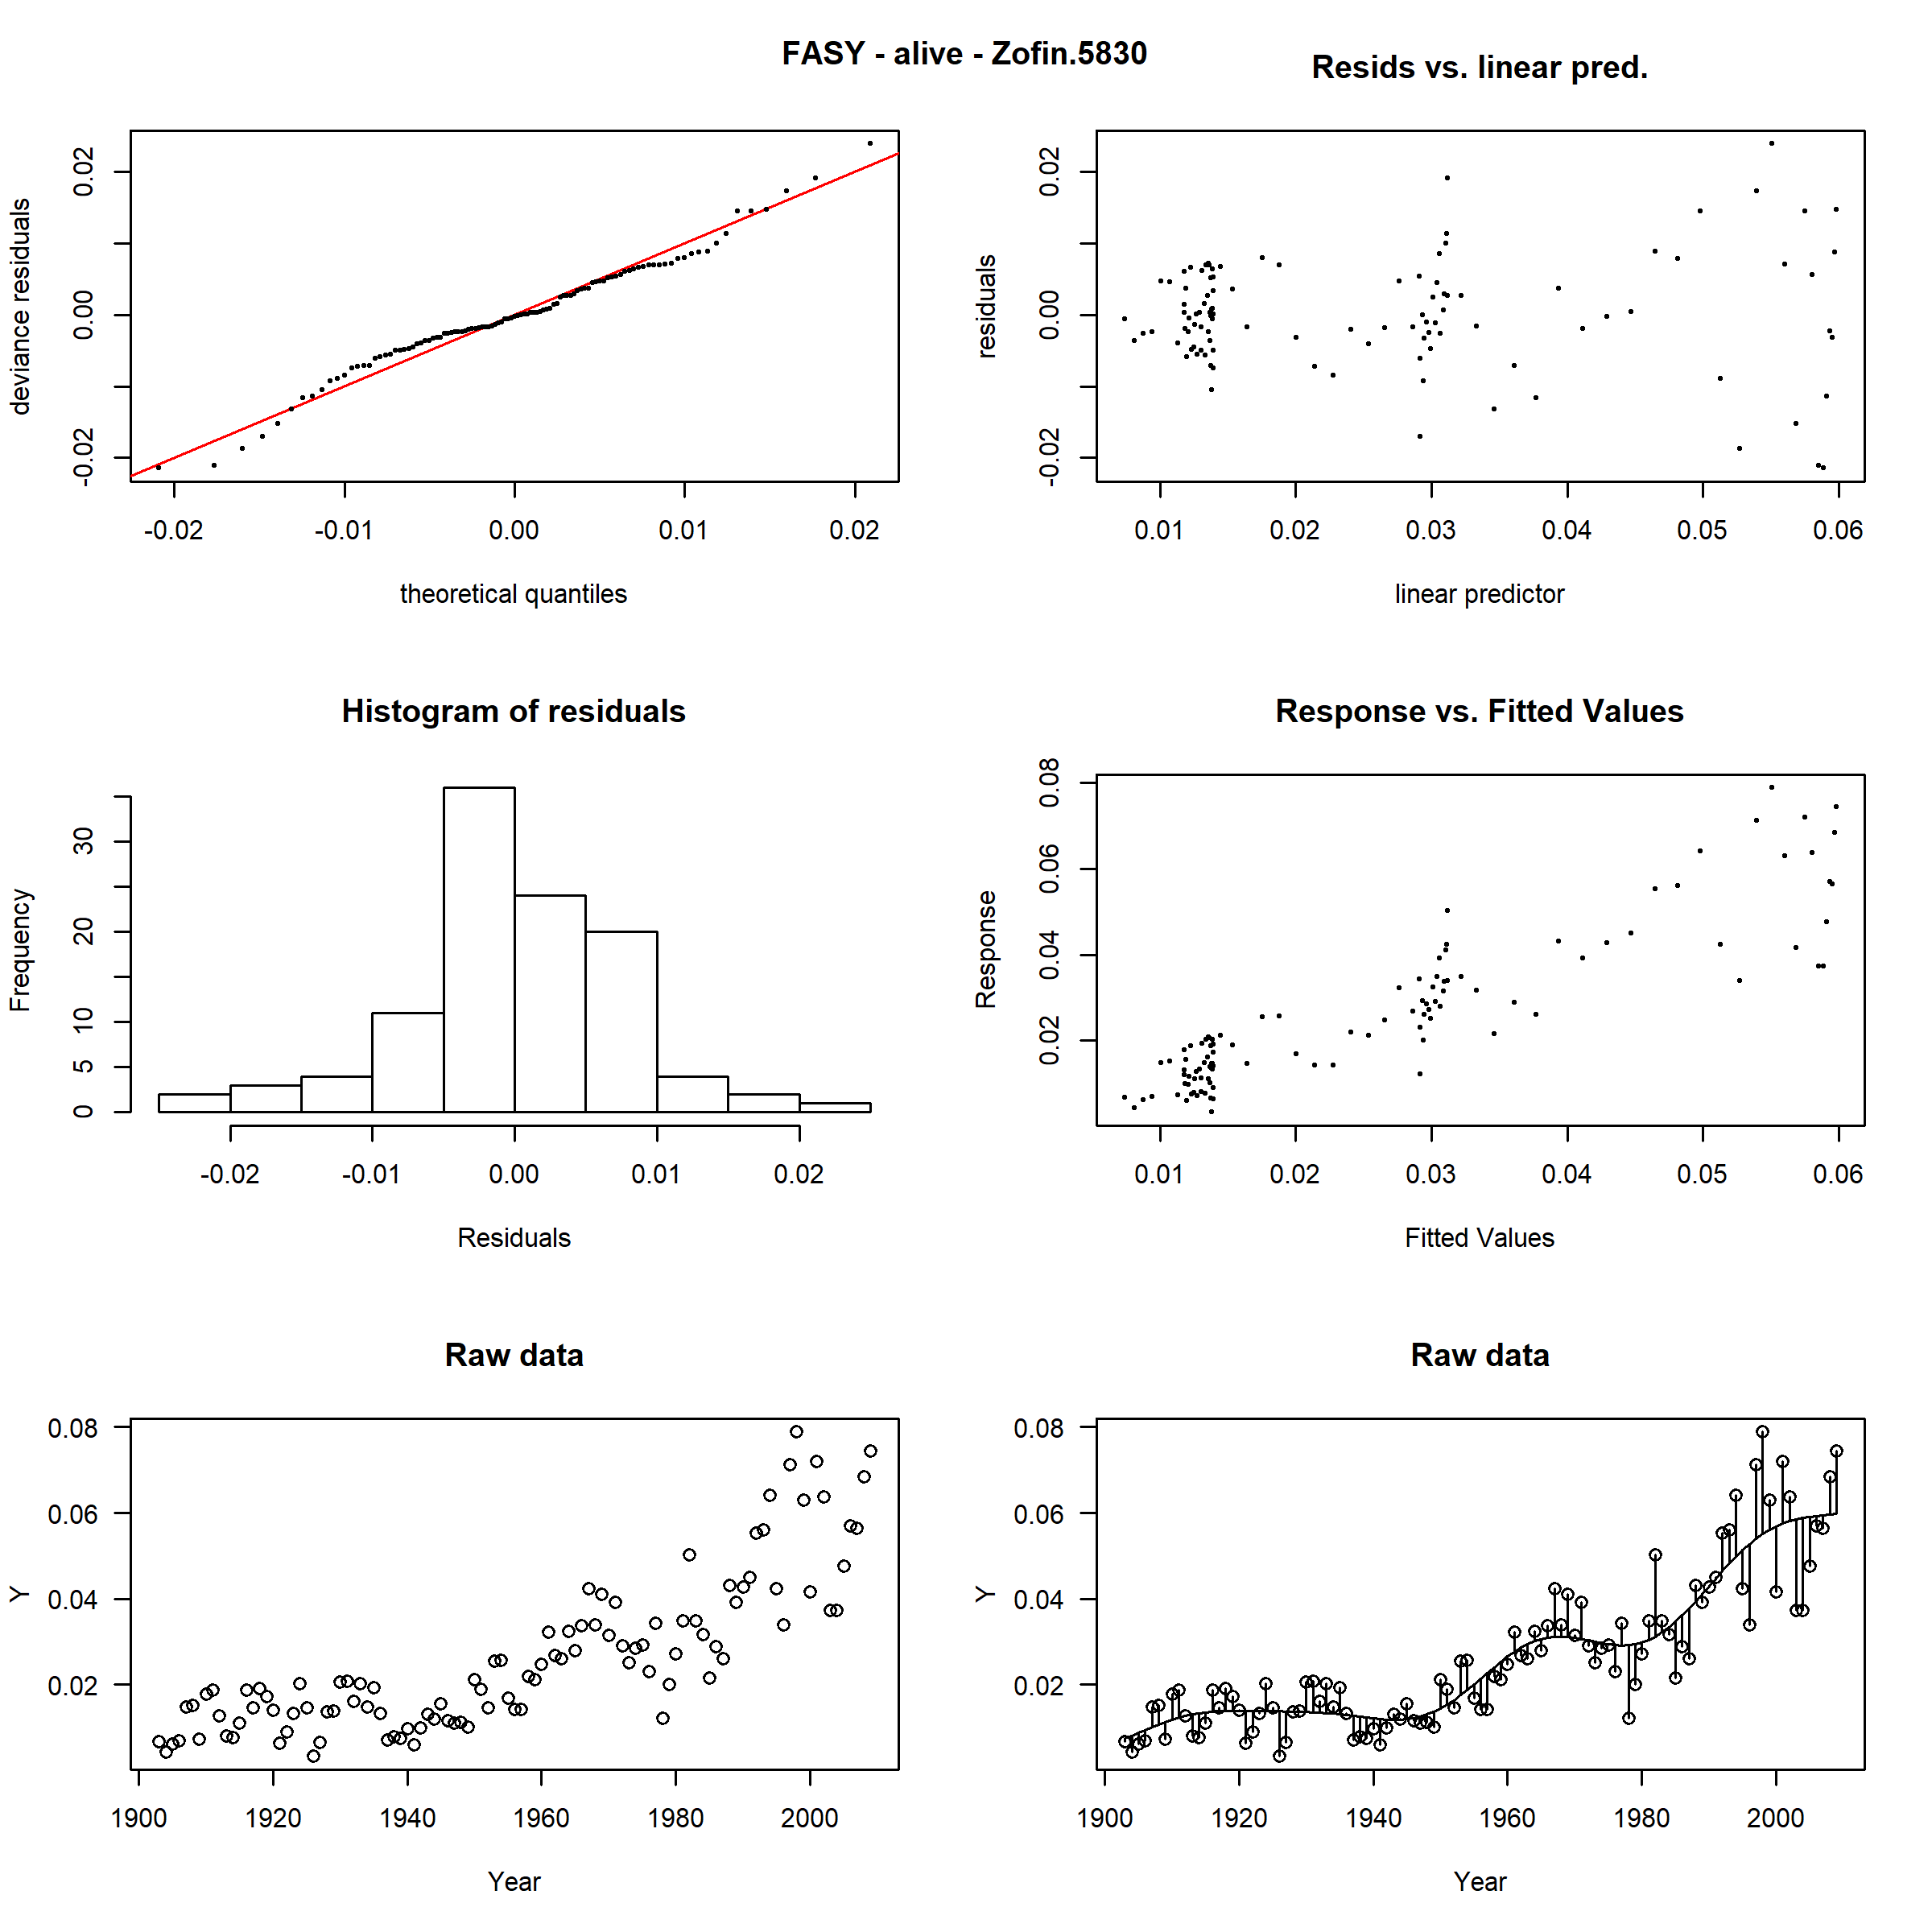 FASY - alive - Zofin.5830
Resids vs. linear pred.
deviance residuals
-0.02 0.00 0.02
-0.02 -0.01 0.00 0.01 0.02
theoretical quantiles
residuals
-0.02 0.00 0.02
0.01 0.02 0.03 0.04 0.05 0.06
linear predictor
Histogram of residuals
Frequency
0 5 10 20 30
-0.02 -0.01 0.00 0.01 0.02
Residuals
Response vs. Fitted Values
Response
0.02 0.04 0.06 0.08
0.01 0.02 0.03 0.04 0.05 0.06
Fitted Values
Raw data
Y
0.02 0.04 0.06 0.08
1900 1920 1940 1960 1980 2000
Year
Raw data
Y
0.02 0.04 0.06 0.08
1900 1920 1940 1960 1980 2000
Year